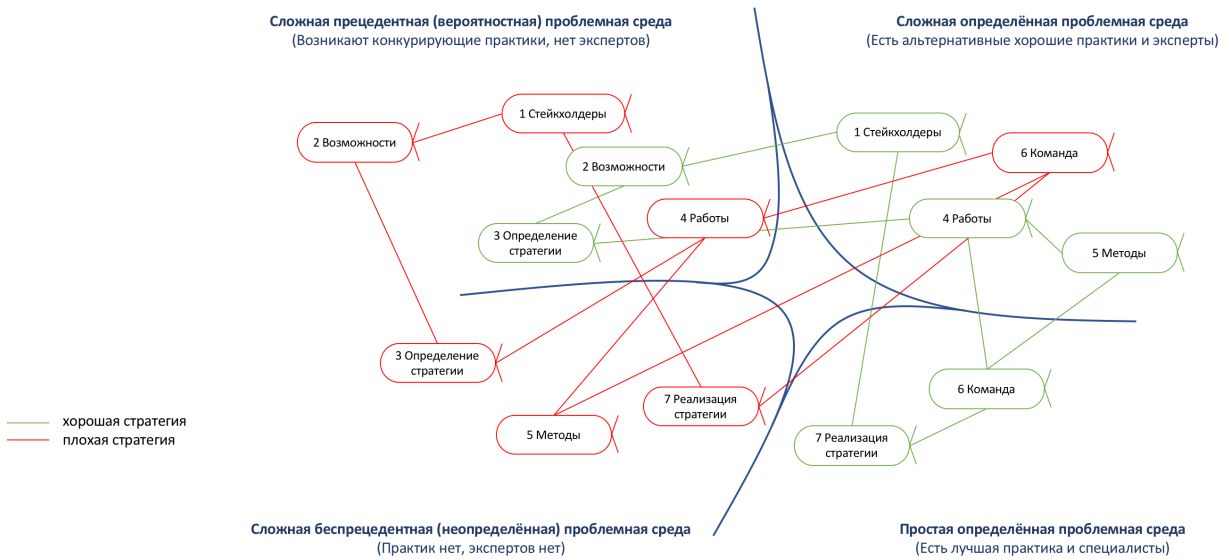 Сложная прецедентная (вероятностная) проблемная среда
(Возникают конкурирующие практики, нет экспертов)
Сложная определённая проблемная среда
(Есть альтернативные хорошие практики и эксперты)
1 Стейкхолдеры
2 Возможности
1 Стейкхолдеры
2 Возможности
6 Команда
4 Работы
4 Работы
3 Определение
стратегии
5 Методы
3 Определение
стратегии
6 Команда
7 Реализация
стратегии
5 Методы
7 Реализация
стратегии
хорошая стратегия
плохая стратегия
Сложная беспрецедентная (неопределённая) проблемная среда
(Практик нет, экспертов нет)
Простая определённая проблемная среда
(Есть лучшая практика и специалисты)